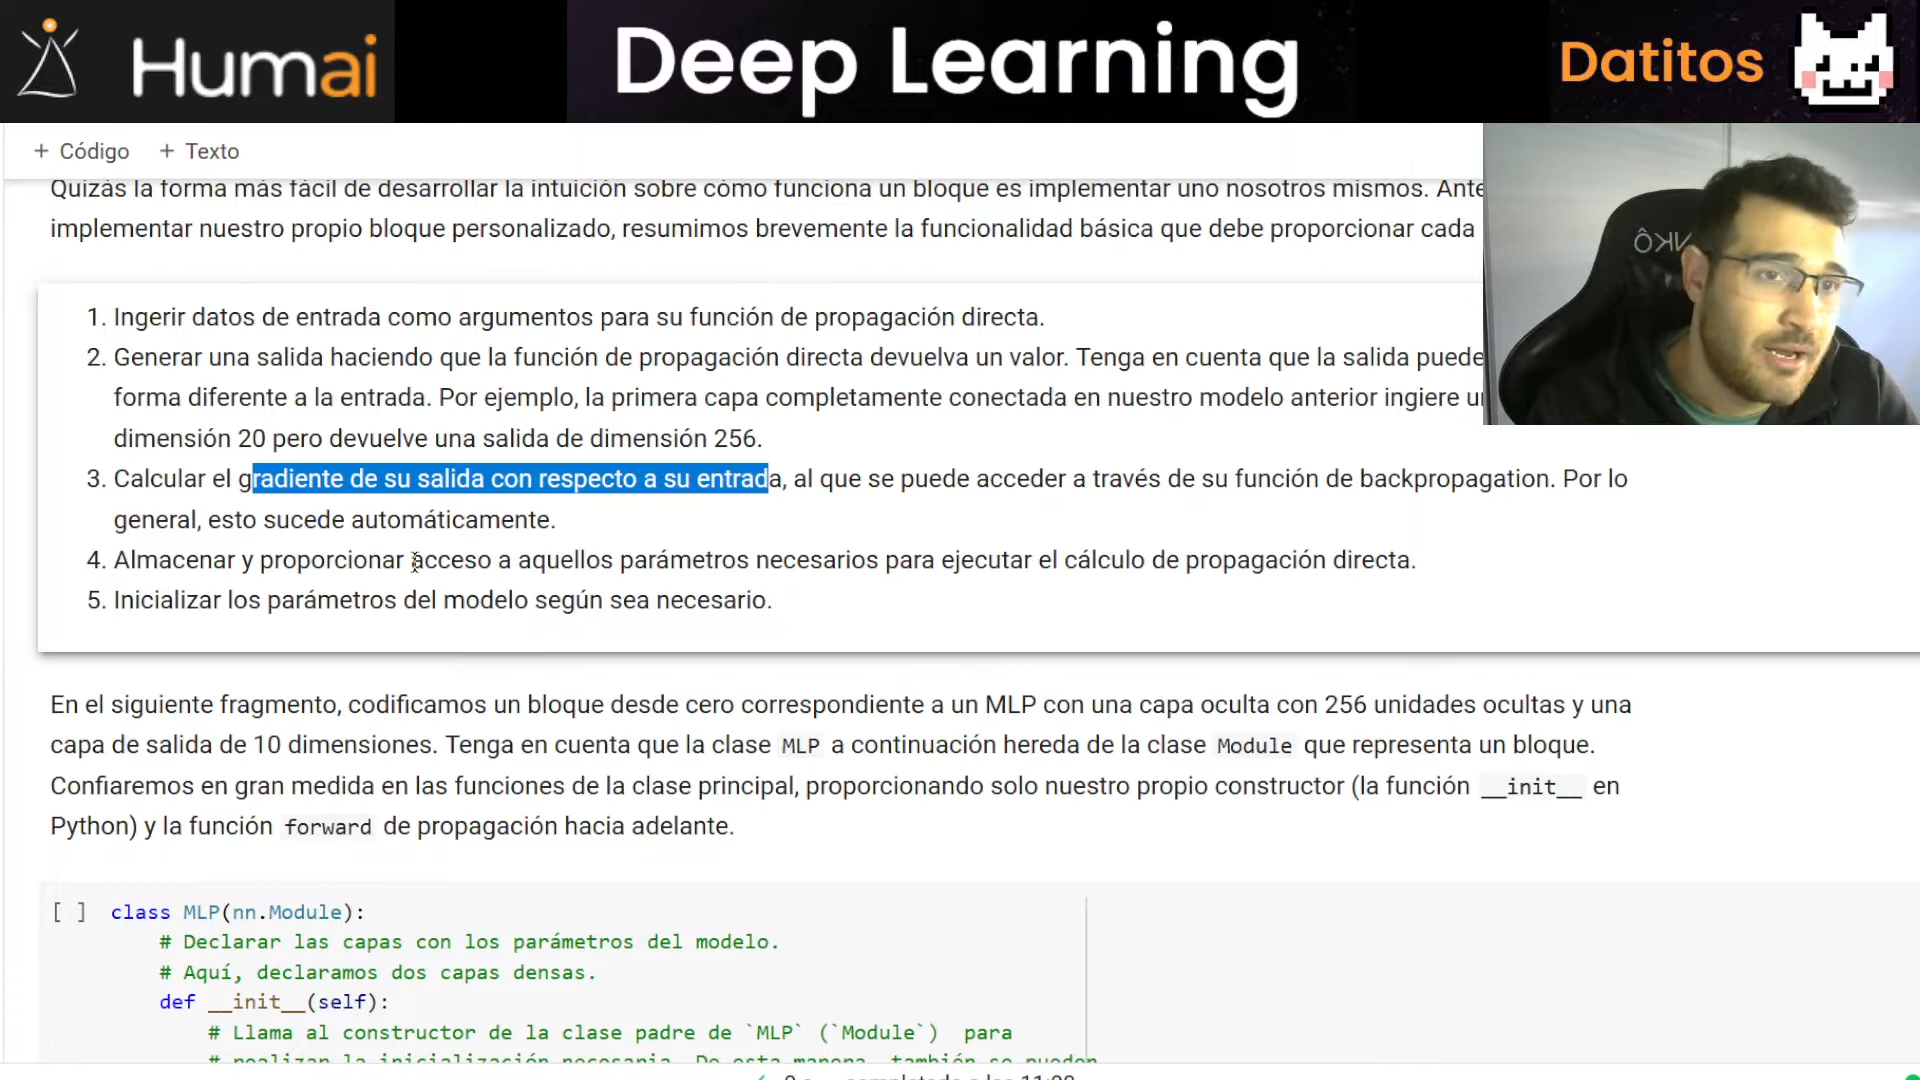 Humai
Deep Learning
Datitos
+ Código + Texto
Quizás la forma más fácil de desarrollar la intuición sobre cómo funciona un bloque es implementar uno nosotros mismos. Ante
implementar nuestro propio bloque personalizado, resumimos brevemente la funcionalidad básica que debe proporcionar cada
1. Ingerir datos de entrada como argumentos para su función de propagación directa.
2. Generar una salida haciendo que la función de propagación directa devuelva un valor. Tenga en cuenta que la salida puede
forma diferente a la entrada. Por ejemplo, la primera capa completamente conectada en nuestro modelo anterior ingiere
dimensión 20 pero devuelve una salida de dimensión 256.
3. Calcular el gradiente de su salida con respecto a su entrada, al que se puede acceder a través de su función de backpropagation. Por lo
general, esto sucede automáticamente.
4. Almacenar y proporcionar acceso a aquellos parámetros necesarios para ejecutar el cálculo de propagación directa.
5. Inicializar los parámetros del modelo según sea necesario.
En el siguiente fragmento, codificamos un bloque desde cero correspondiente a un MLP con una capa oculta con 256 unidades ocultas y una
capa de salida de 10 dimensiones. Tenga en cuenta que la clase MLP a continuación hereda de la clase Module que representa un bloque.
Confiaremos en gran medida en las funciones de la clase principal, proporcionando solo nuestro propio constructor (la función __init__ en
Python) y la función forward de propagación hacia adelante.
[ ] class MLP(nn.Module):
# Declarar las capas con los parámetros del modelo.
# Aquí, declaramos dos capas densas.
def __init__(self):
# Llama al constructor de la clase padre de `MLP` (`Module`) para
# realizan la inicialización necesaria. De esta manera, también se pueden